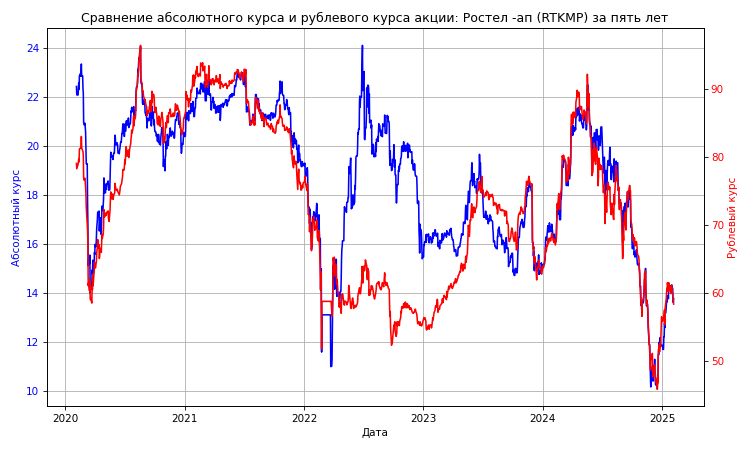 Сравнение абсолютного курса и рублевого курса акции: Ростел -ап (RTKMP) за пять лет
24
22
20
18
16
14
12
10
Абсолютный курс
90
80
70
60
50
Рублевый курс
2020 2021 2022 2023 2024 2025
Дата